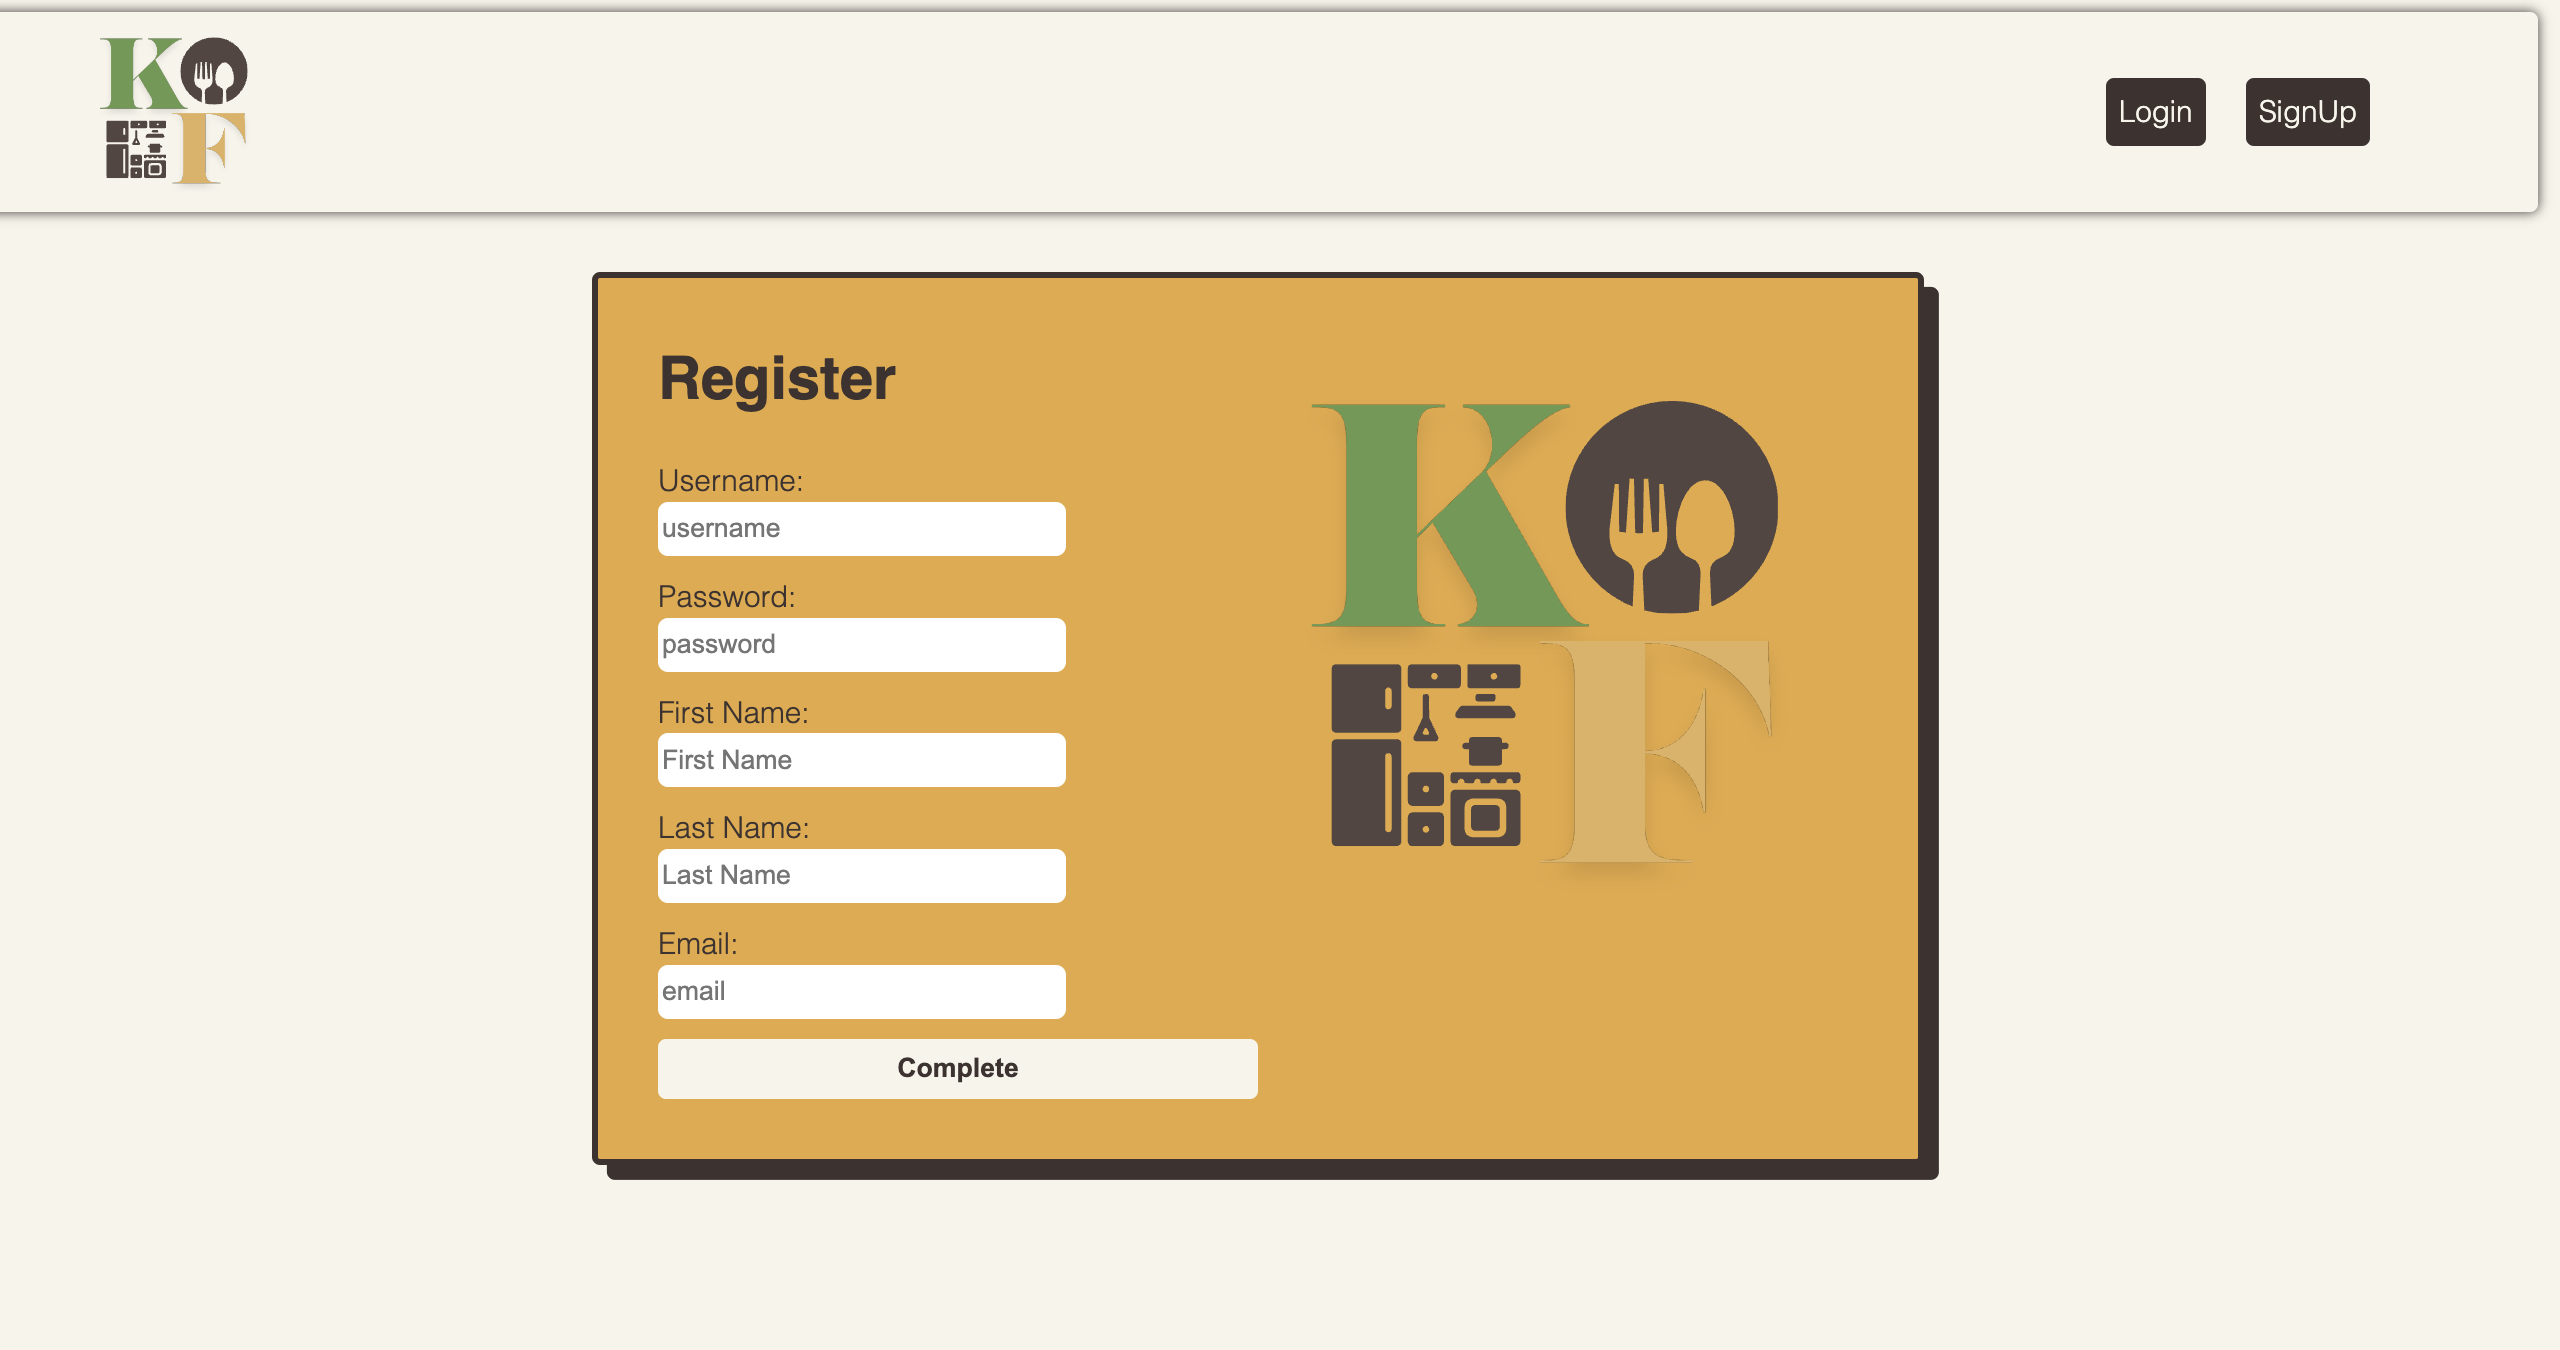 K
F
Login
SignUp
Register
Username:
username
Password:
password
First Name:
First Name
Last Name:
Last Name
Email:
email
Complete
K
F